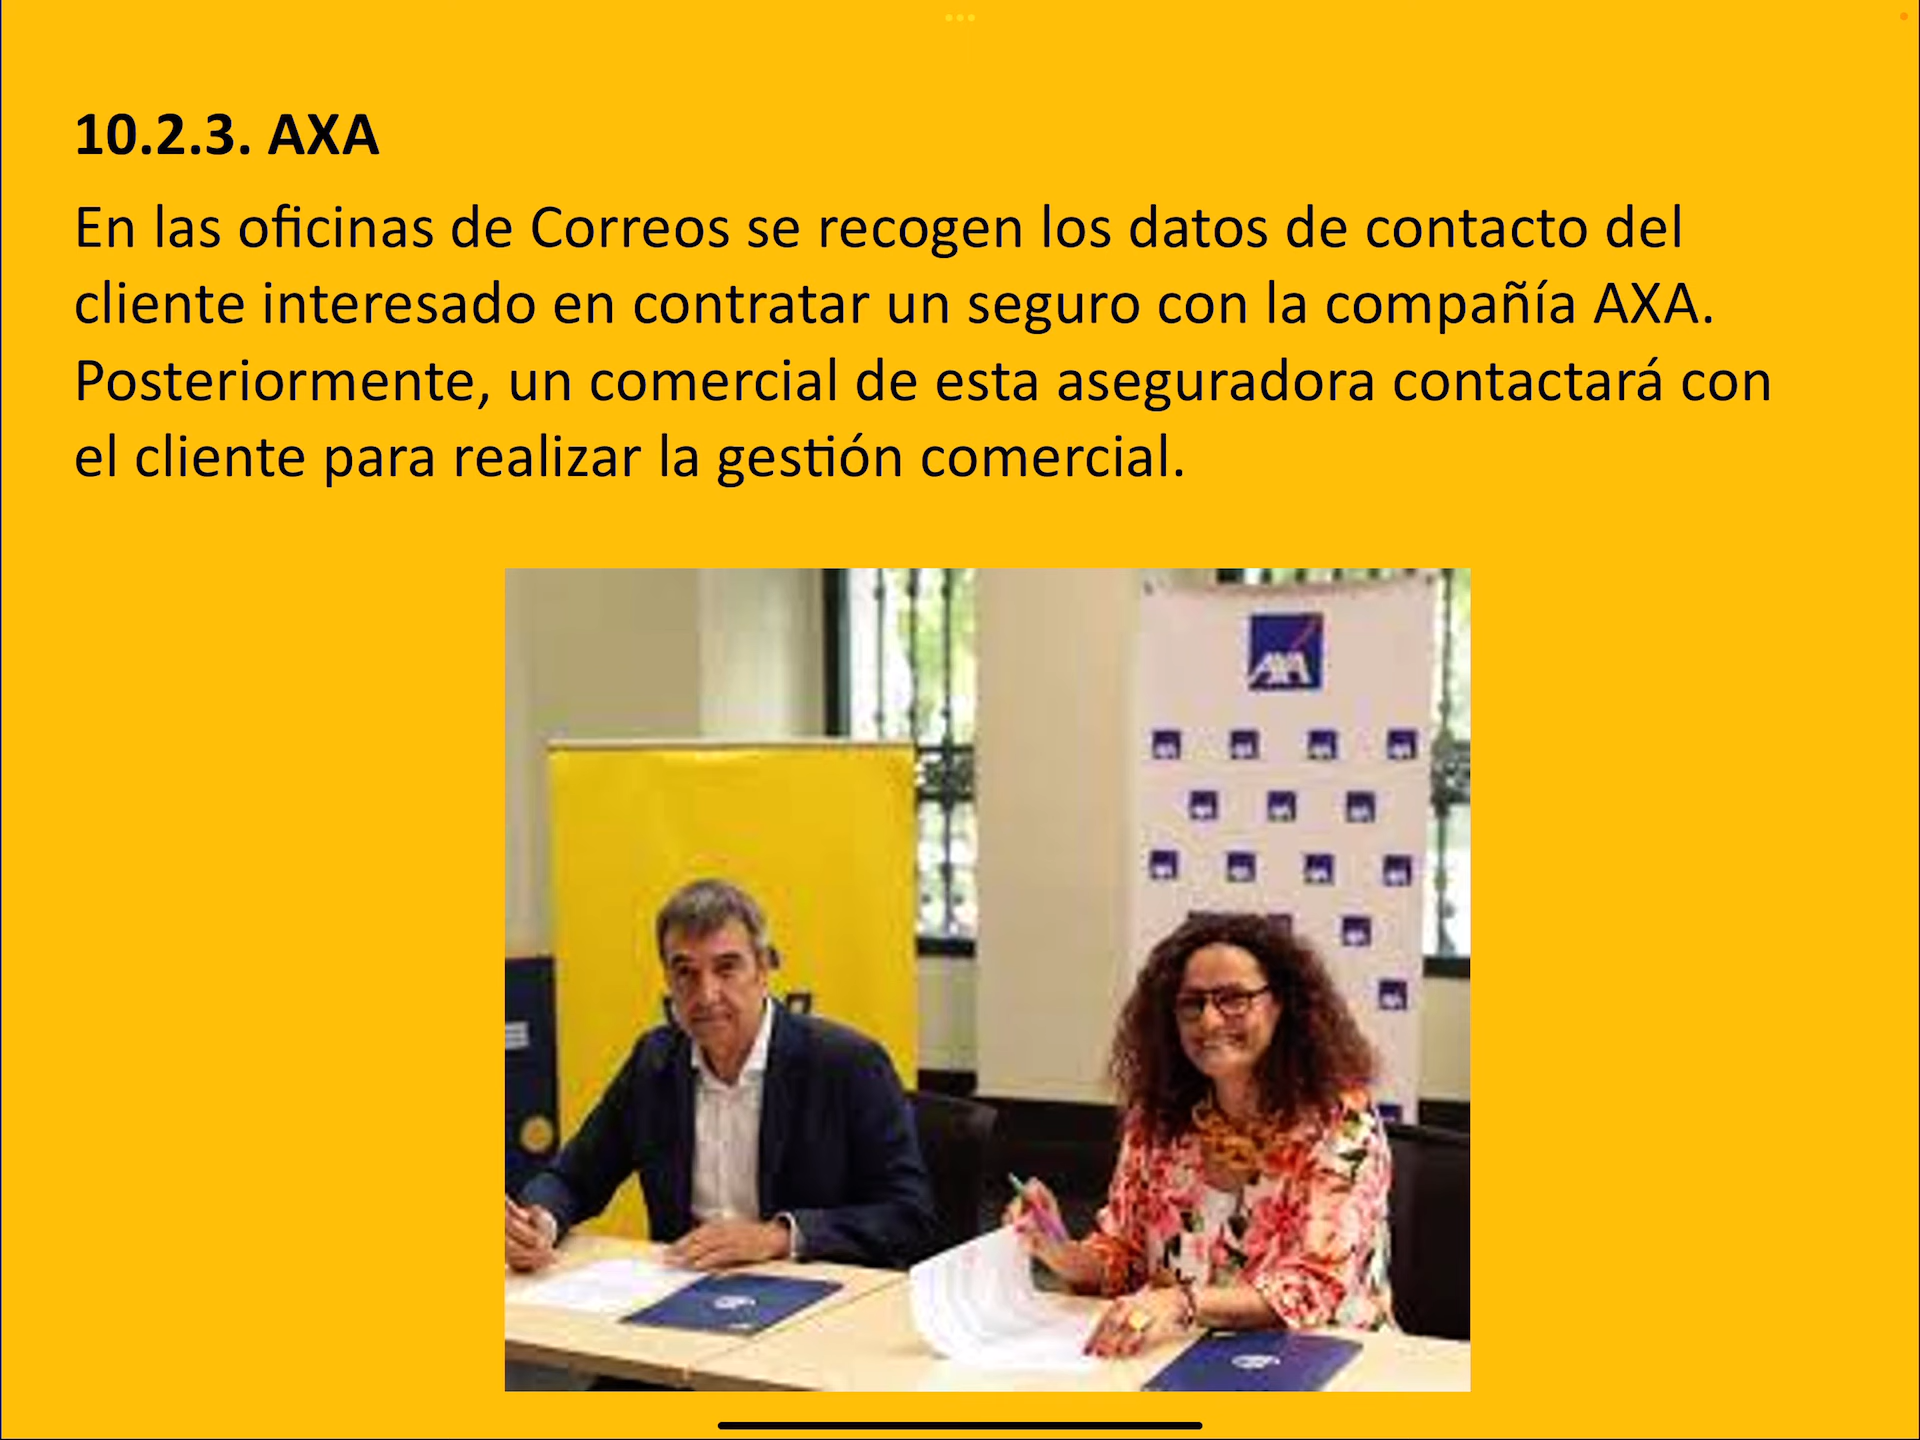 10.2.3. AXA
En las oficinas de Correos se recogen los datos de contacto del
cliente interesado en contratar un seguro con la compañía AXA.
Posteriormente, un comercial de esta aseguradora contactará con
el cliente para realizar la gestión comercial.
AXA